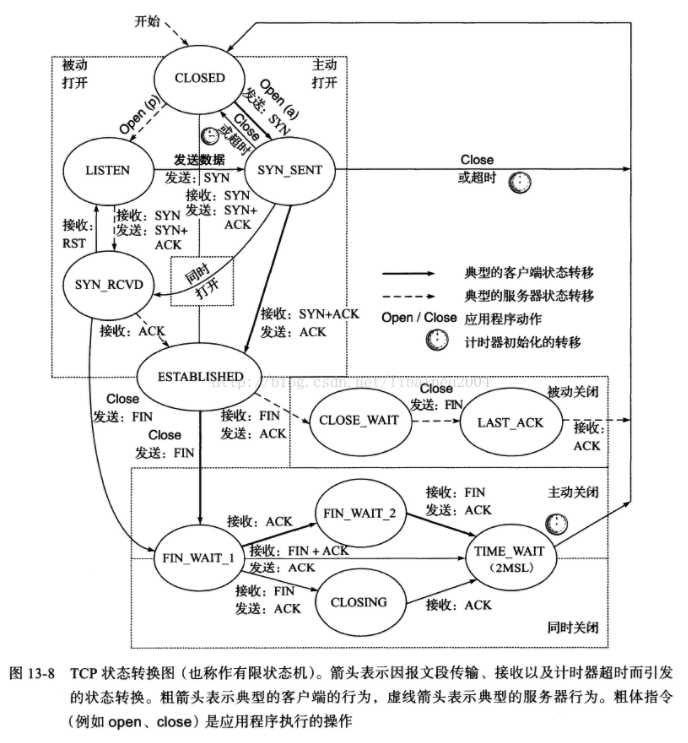 开始
被动
打开
主动
打开
CLOSED
Open (p)
Open (a)
发送：SYN
Close
或超时
LISTEN
发送数据
发送：SYN
SYN_SENT
Close
或超时
接收：SYN
发送：SYN+
ACK
接收：SYN
发送：SYN+
ACK
接收：
RST
SYN_RCVD
同时
打开
典型的客户端状态转移
典型的服务器状态转移
Open / Close 应用程序动作
计时器初始化的转移
接收：ACK
接收：SYN+ACK
发送：ACK
ESTABLISHED
http://blog.csdn.net/libaineu2004
被动关闭
Close
发送：FIN
接收：FIN
发送：ACK
CLOSE_WAIT
Close
发送：FIN
LAST_ACK
接收：
ACK
Close
发送：FIN
主动关闭
FIN_WAIT_1
接收：ACK
FIN_WAIT_2
接收：FIN
发送：ACK
接收：FIN + ACK
发送：ACK
TIME_WAIT
（2MSL）
接收：FIN
发送：ACK
CLOSING
接收：ACK
同时关闭
图 13-8 TCP 状态转换图（也称作有限状态机）。箭头表示因报文段传输、接收以及计时器超时而引发
的状态转换。粗箭头表示典型的客户端的行为，虚线箭头表示典型的服务器行为。粗体指令
（例如 open、close）是应用程序执行的操作